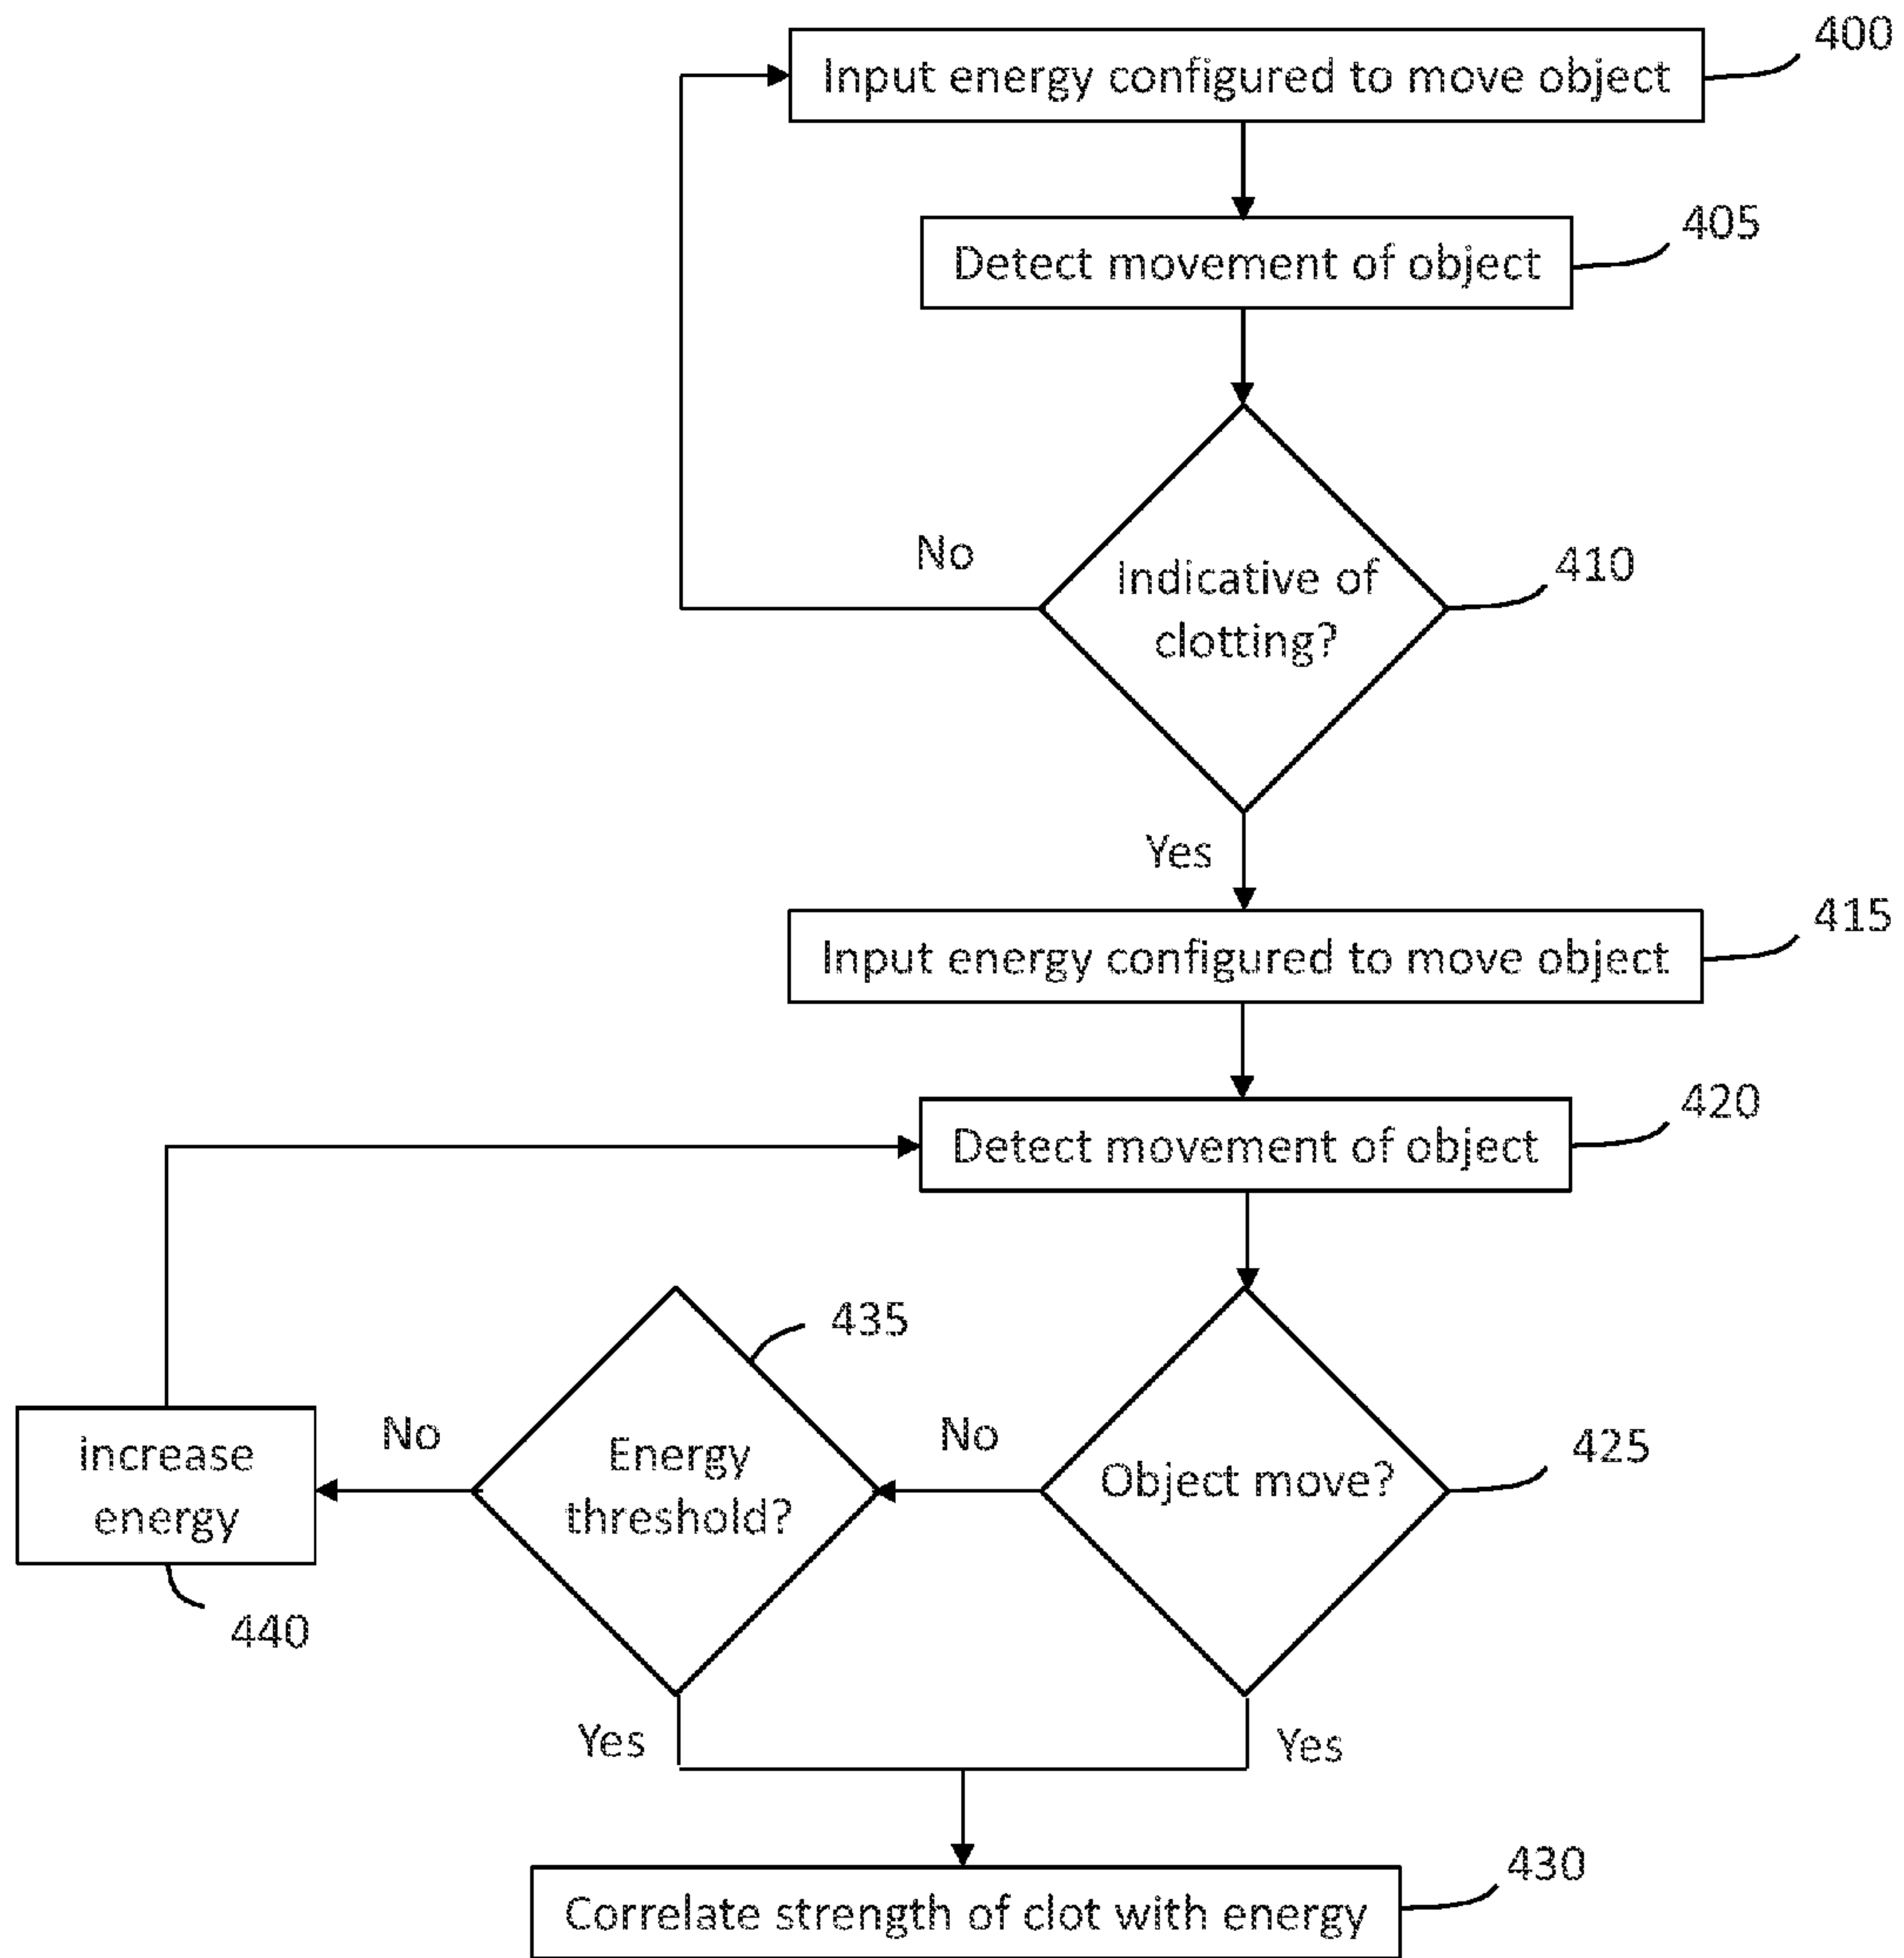 400
Input energy configured to move object
405
Detect movement of object
410
No
Indicative of
clotting?
Yes
415
Input energy configured to move object
420
Detect movement of object
435
425
No
No
increase
energy
Energy
threshold?
Object move?
440
Yes
Yes
430
Correlate strength of clot with energy